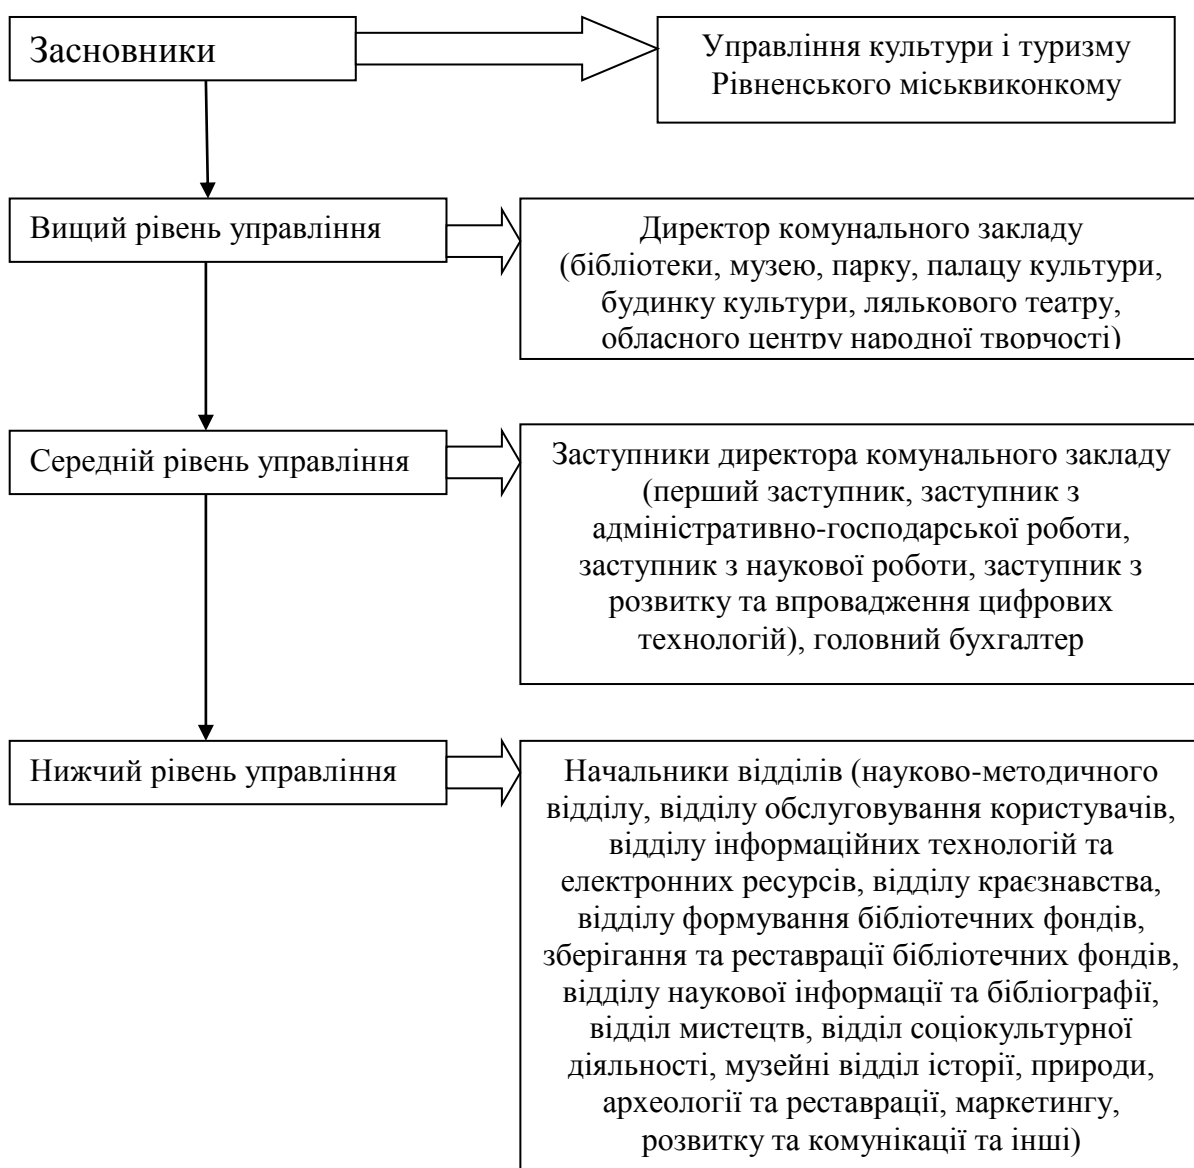 Засновники
Управління культури і туризму
Рівненського міськвиконкому
Вищий рівень управління
Директор комунального закладу
(бібліотеки, музею, парку, палацу культури,
будинку культури, лялькового театру,
обласного центру народної творчості)
Середній рівень управління
Заступники директора комунального закладу
(перший заступник, заступник з
адміністративно-господарської роботи,
заступник з наукової роботи, заступник з
розвитку та впровадження цифрових
технологій), головний бухгалтер
Нижчий рівень управління
Начальники відділів (науково-методичного
відділу, відділу обслуговування користувачів,
відділу інформаційних технологій та
електронних ресурсів, відділу краєзнавства,
відділу формування бібліотечних фондів,
зберігання та реставрації бібліотечних фондів,
відділу наукової інформації та бібліографії,
відділ мистецтв, відділ соціокультурної
діяльності, музейні відділ історії, природи,
археології та реставрації, маркетингу,
розвитку та комунікації та інші)